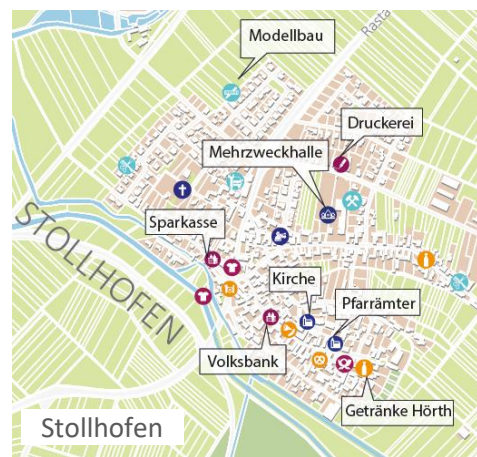 Modellbau
Rasta
Druckerei
Mehrzweckhalle
STOLLHOFEN
Sparkasse
Kirche
Pfarrämter
Volksbank
Getränke Hörth
Stollhofen